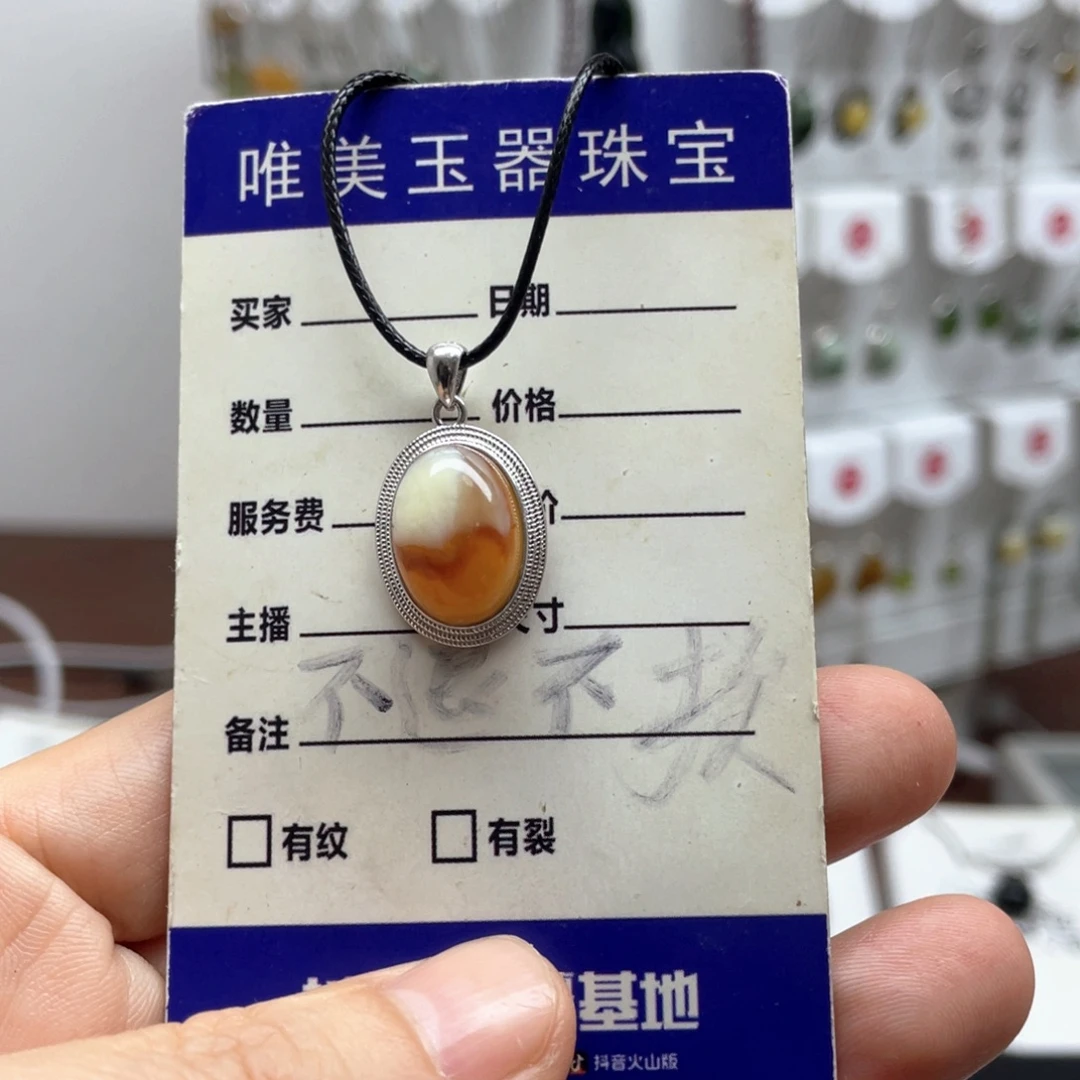 唯美玉器珠宝
买家 日期
数量 价格
服务费 价
主播 寸
不退不换
备注
有纹 有裂
基地
抖音火山版